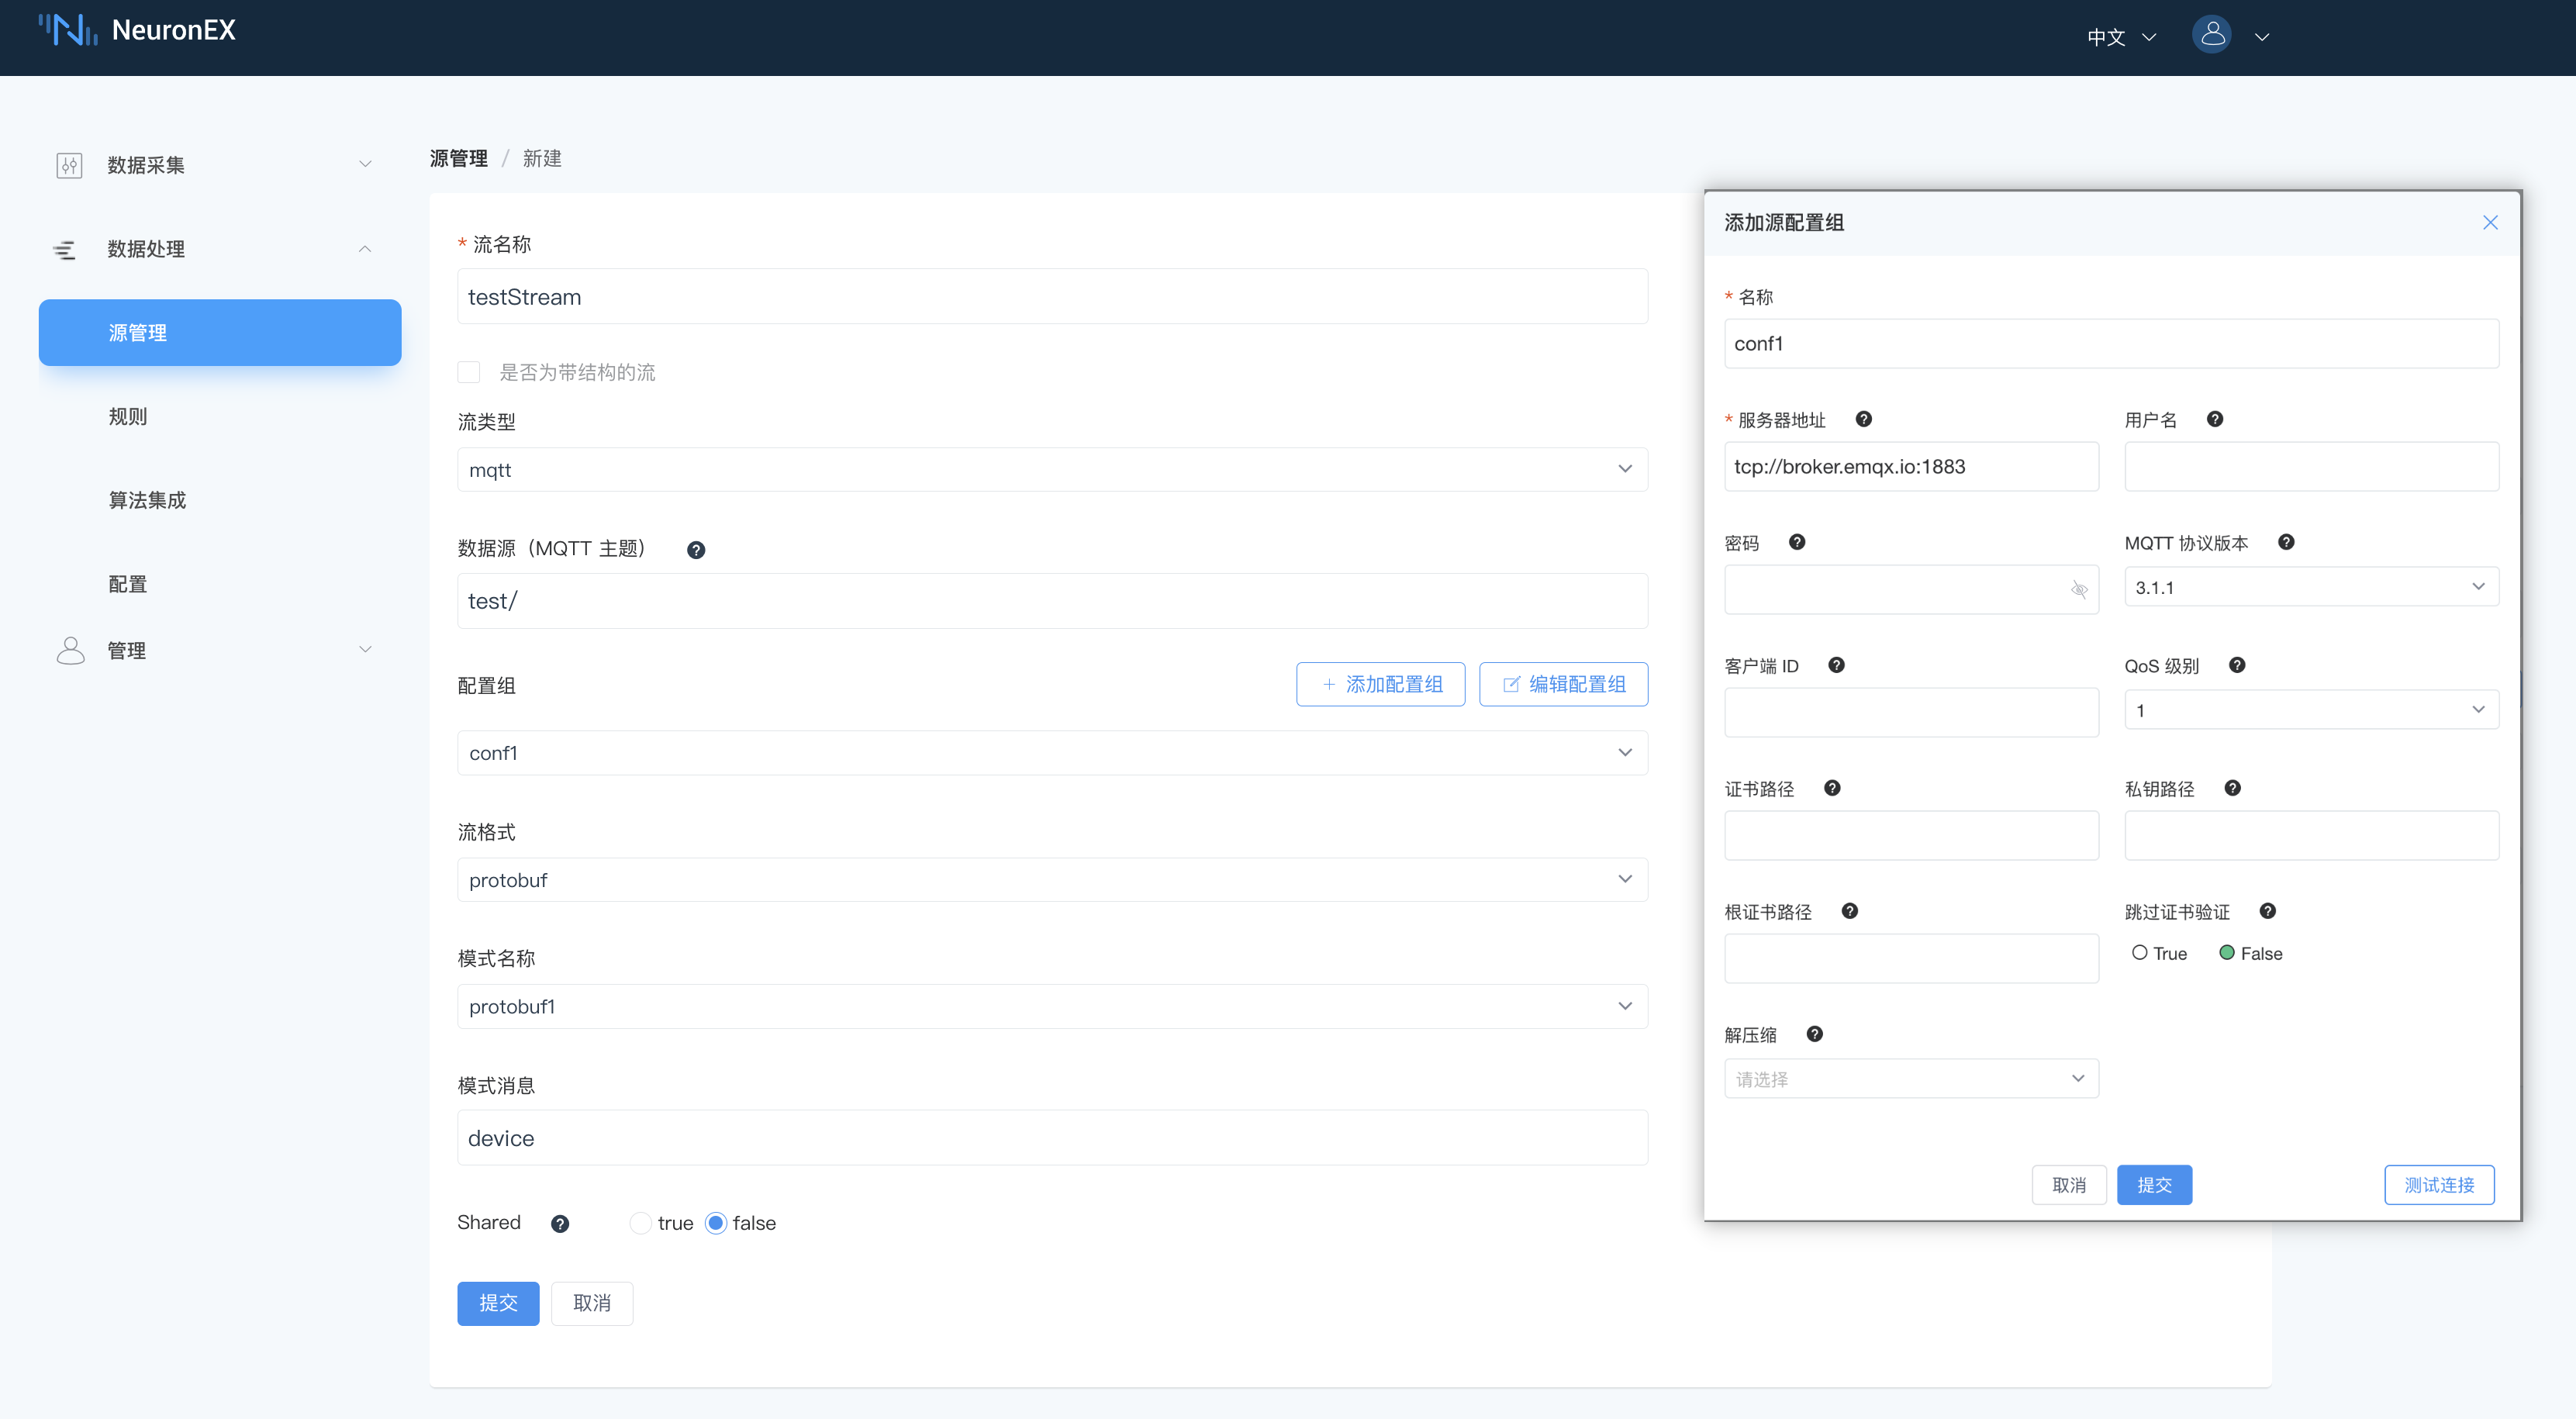 NeuronEX
中文
数据采集
数据处理
源管理
规则
算法集成
配置
管理
源管理 / 新建
* 流名称
testStream
是否为带结构的流
流类型
mqtt
数据源（MQTT 主题）
test/
配置组
添加配置组
编辑配置组
conf1
流格式
protobuf
模式名称
protobuf1
模式消息
device
Shared true false
提交 取消
添加源配置组
* 名称
conf1
* 服务器地址 用户名
tcp://broker.emqx.io:1883
密码 MQTT 协议版本
3.1.1
客户端 ID QoS 级别
1
证书路径 私钥路径
根证书路径 跳过证书验证
True False
解压缩
请选择
取消 提交 测试连接